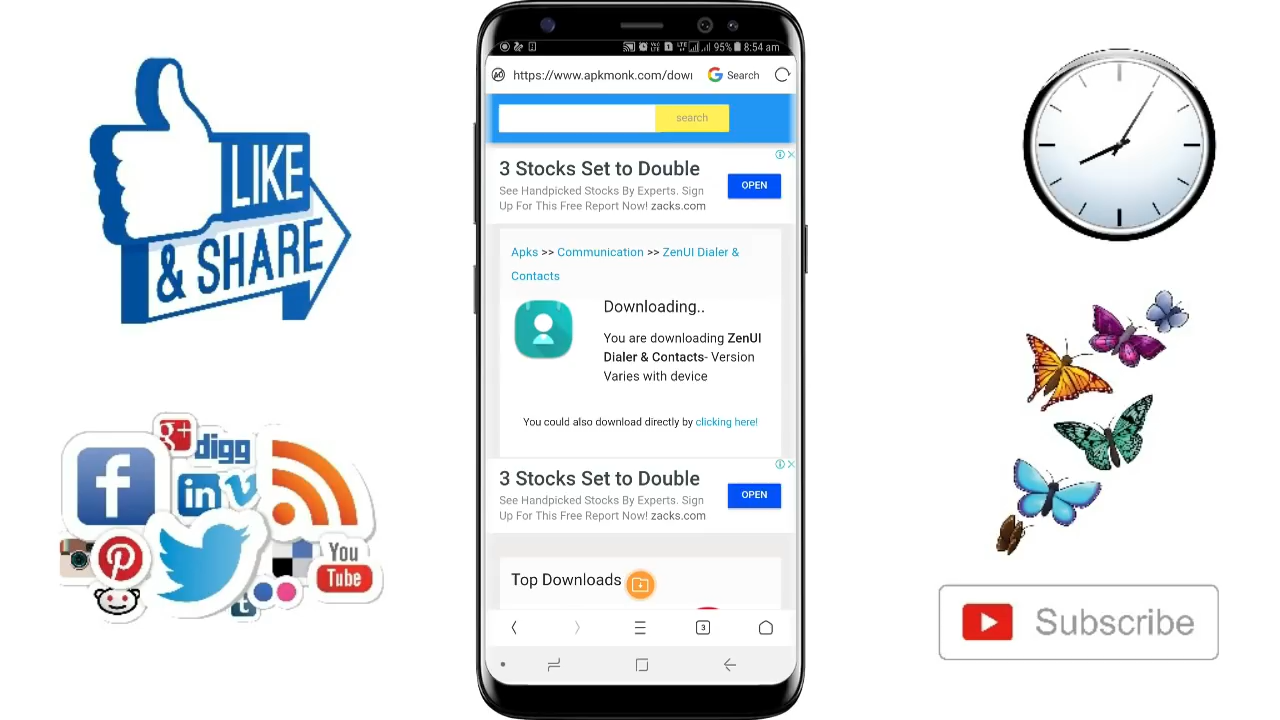 LIKE
& SHARE
digg
f
in
You
Tube
95% 8:54 am
https://www.apkmonk.com/dow
Search
search
3 Stocks Set to Double
See Handpicked Stocks By Experts. Sign
Up For This Free Report Now! zacks.com
OPEN
Apks >> Communication >> ZenUI Dialer &
Contacts
Downloading..
You are downloading ZenUI
Dialer & Contacts- Version
Varies with device
You could also download directly by clicking here!
3 Stocks Set to Double
See Handpicked Stocks By Experts. Sign
Up For This Free Report Now! zacks.com
OPEN
Top Downloads
3
Subscribe